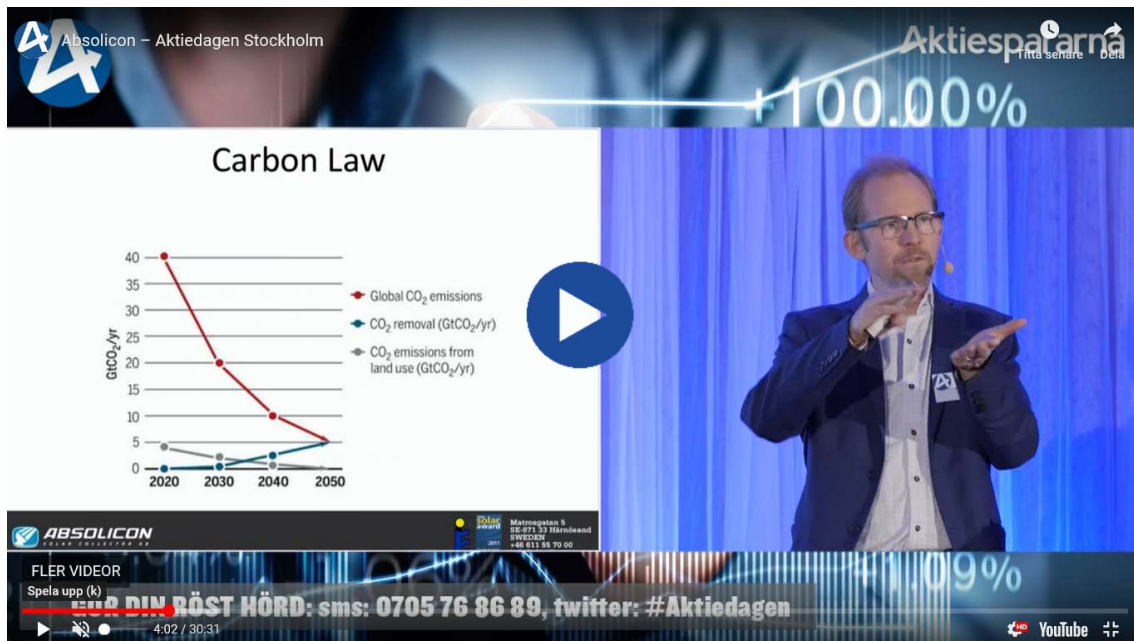 Absolicon – Aktiedagen Stockholm
Aktiespararna
Titta senare
Dela
+100.00%
Carbon Law
40
35
30
25
20
15
10
5
0
GtCO₂/yr
2020 2030 2040 2050
Global CO₂ emissions
CO₂ removal (GtCO₂/yr)
CO₂ emissions from
land use (GtCO₂/yr)
ABSOLICON
SOLAR COLLECTOR AB
solar
award
2011
Matrosgatan 5
SE-871 33 Härnösand
SWEDEN
+46 611 55 70 00
FLER VIDEOR
Spela upp (k)
GÖR DIN RÖST HÖRD: sms: 0705 76 86 89, twitter: #Aktiedagen
4:02 / 30:31
HD
YouTube